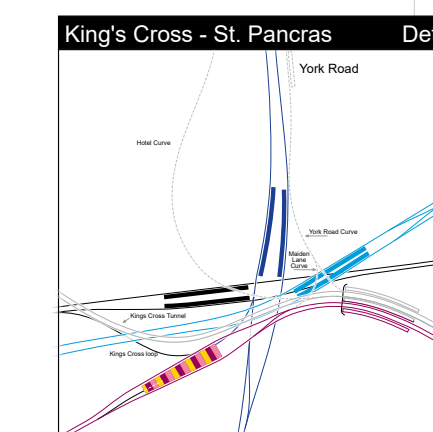 King's Cross - St. Pancras
De
York Road
Hotel Curve
York Road Curve
Maiden
Lane
Curve
Kings Cross Tunnel
Kings Cross loop